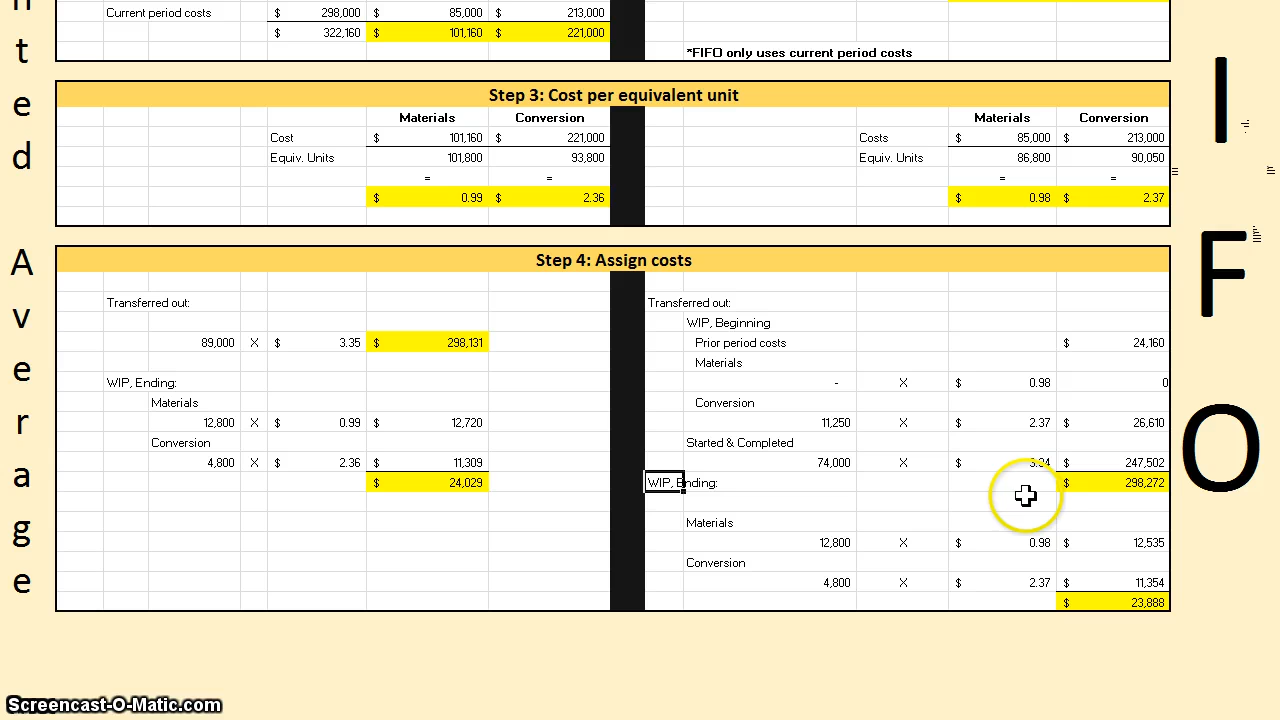 Current period costs $ 298,000 $ 85,000 $ 213,000
$ 322,160 $ 101,160 $ 221,000
*FIFO only uses current period costs
Step 3: Cost per equivalent unit
Materials Conversion
Cost $ 101,160 $ 221,000
Equiv. Units 101,800 93,800
= =
$ 0.99 $ 2.36
Materials Conversion
Costs $ 85,000 $ 213,000
Equiv. Units 86,800 90,050
= =
$ 0.98 $ 2.37
Step 4: Assign costs
Transferred out:
89,000 X $ 3.35 $ 298,131
WIP, Ending:
Materials
12,800 X $ 0.99 $ 12,720
Conversion
4,800 X $ 2.36 $ 11,309
$ 24,029
Transferred out:
WIP, Beginning
Prior period costs $ 24,160
Materials
- X $ 0.98 0
Conversion
11,250 X $ 2.37 $ 26,610
Started & Completed
74,000 X $ $ 247,502
WIP, Ending: $ 298,272
Materials
12,800 X $ 0.98 $ 12,535
Conversion
4,800 X $ 2.37 $ 11,354
$ 23,888
t
e
d
A
v
e
r
a
g
e
I
F
O
Screencast-O-Matic.com